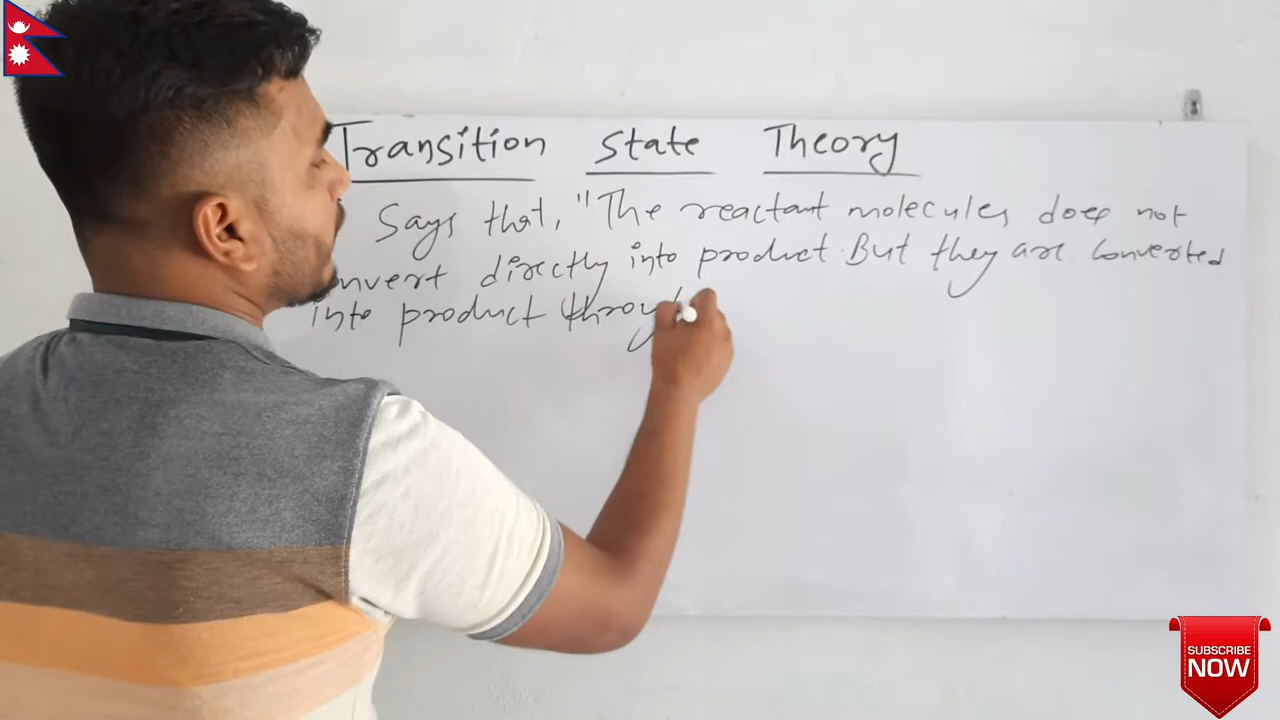 Transition State Theory
Says that, "The reactant molecules does not
onvert directly into product. But they are converted
into product throug
SUBSCRIBE
NOW